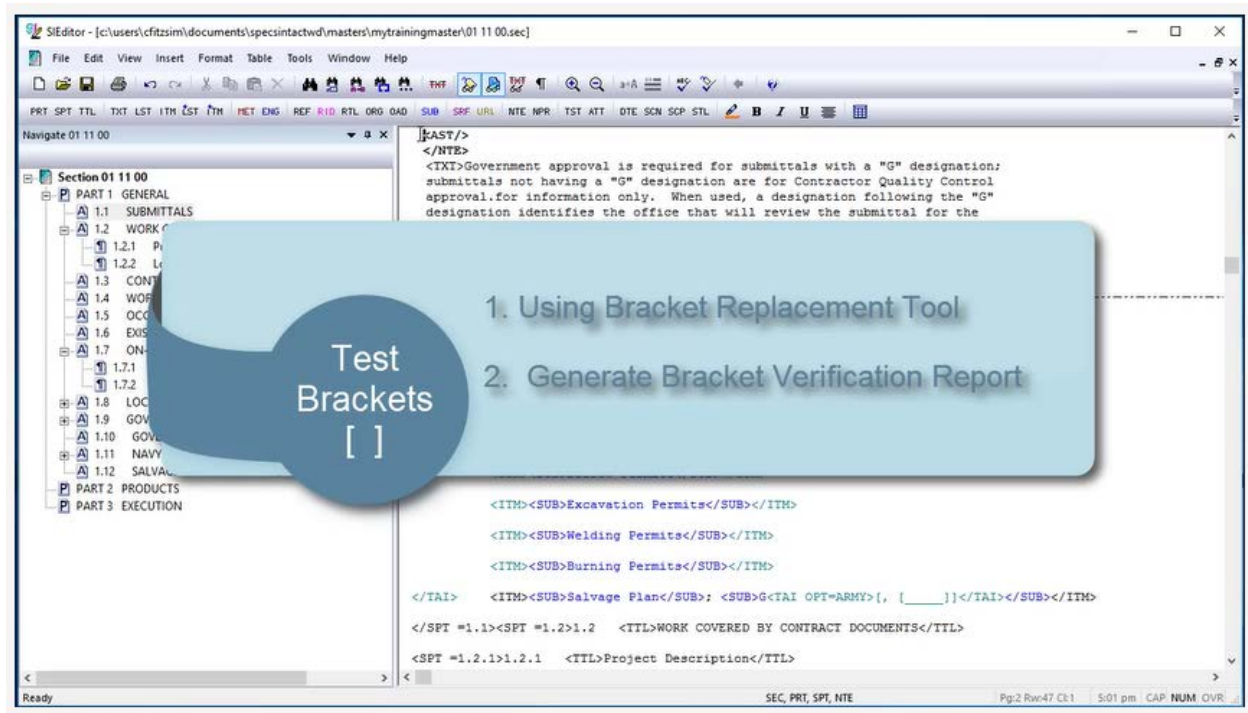 SIEditor - [c:\users\cfitzsim\documents\specsintactwd\masters\mytrainingmaster\01 11 00.sec]
File Edit View Insert Format Table Tools Window Help
PRT SPT TTL TXT LST ITM LST ITM MET ENG REF RID RTL ORG OAD SUB SRF URL NTE NPR TST ATT DTE SCN SCP STL B I U
Navigate 01 11 00
Section 01 11 00
PART 1 GENERAL
1.1 SUBMITTALS
1.2 WORK
1.2.1
1.2.2
1.3 CONT
1.4
1.5
1.6
1.7 ON-
1.7.1
1.7.2
1.8 LOC
1.9 GOV
1.10
1.11 NAVY
1.12 SALVAG
PART 2 PRODUCTS
PART 3 EXECUTION
AST/>
</NTE>
<TXT>Government approval is required for submittals with a "G" designation;
submittals not having a "G" designation are for Contractor Quality Control
approval.for information only. When used, a designation following the "G"
designation identifies the office that will review the submittal for the
Test
Brackets
[ ]
1. Using Bracket Replacement Tool
2. Generate Bracket Verification Report
<ITM><SUB>Excavation Permits</SUB></ITM>
<ITM><SUB>Welding Permits</SUB></ITM>
<ITM><SUB>Burning Permits</SUB></ITM>
</TAI> <ITM><SUB>Salvage Plan</SUB>; <SUB>G<TAI OPT=ARMY>[, [_____]]</TAI></SUB></ITM>
</SPT =1.1><SPT =1.2>1.2 <TTL>WORK COVERED BY CONTRACT DOCUMENTS</TTL>
<SPT =1.2.1>1.2.1 <TTL>Project Description</TTL>
Ready
SEC, PRT, SPT, NTE
Pg:2 Rw:47 Cl:1 5:01 pm CAP NUM OVR